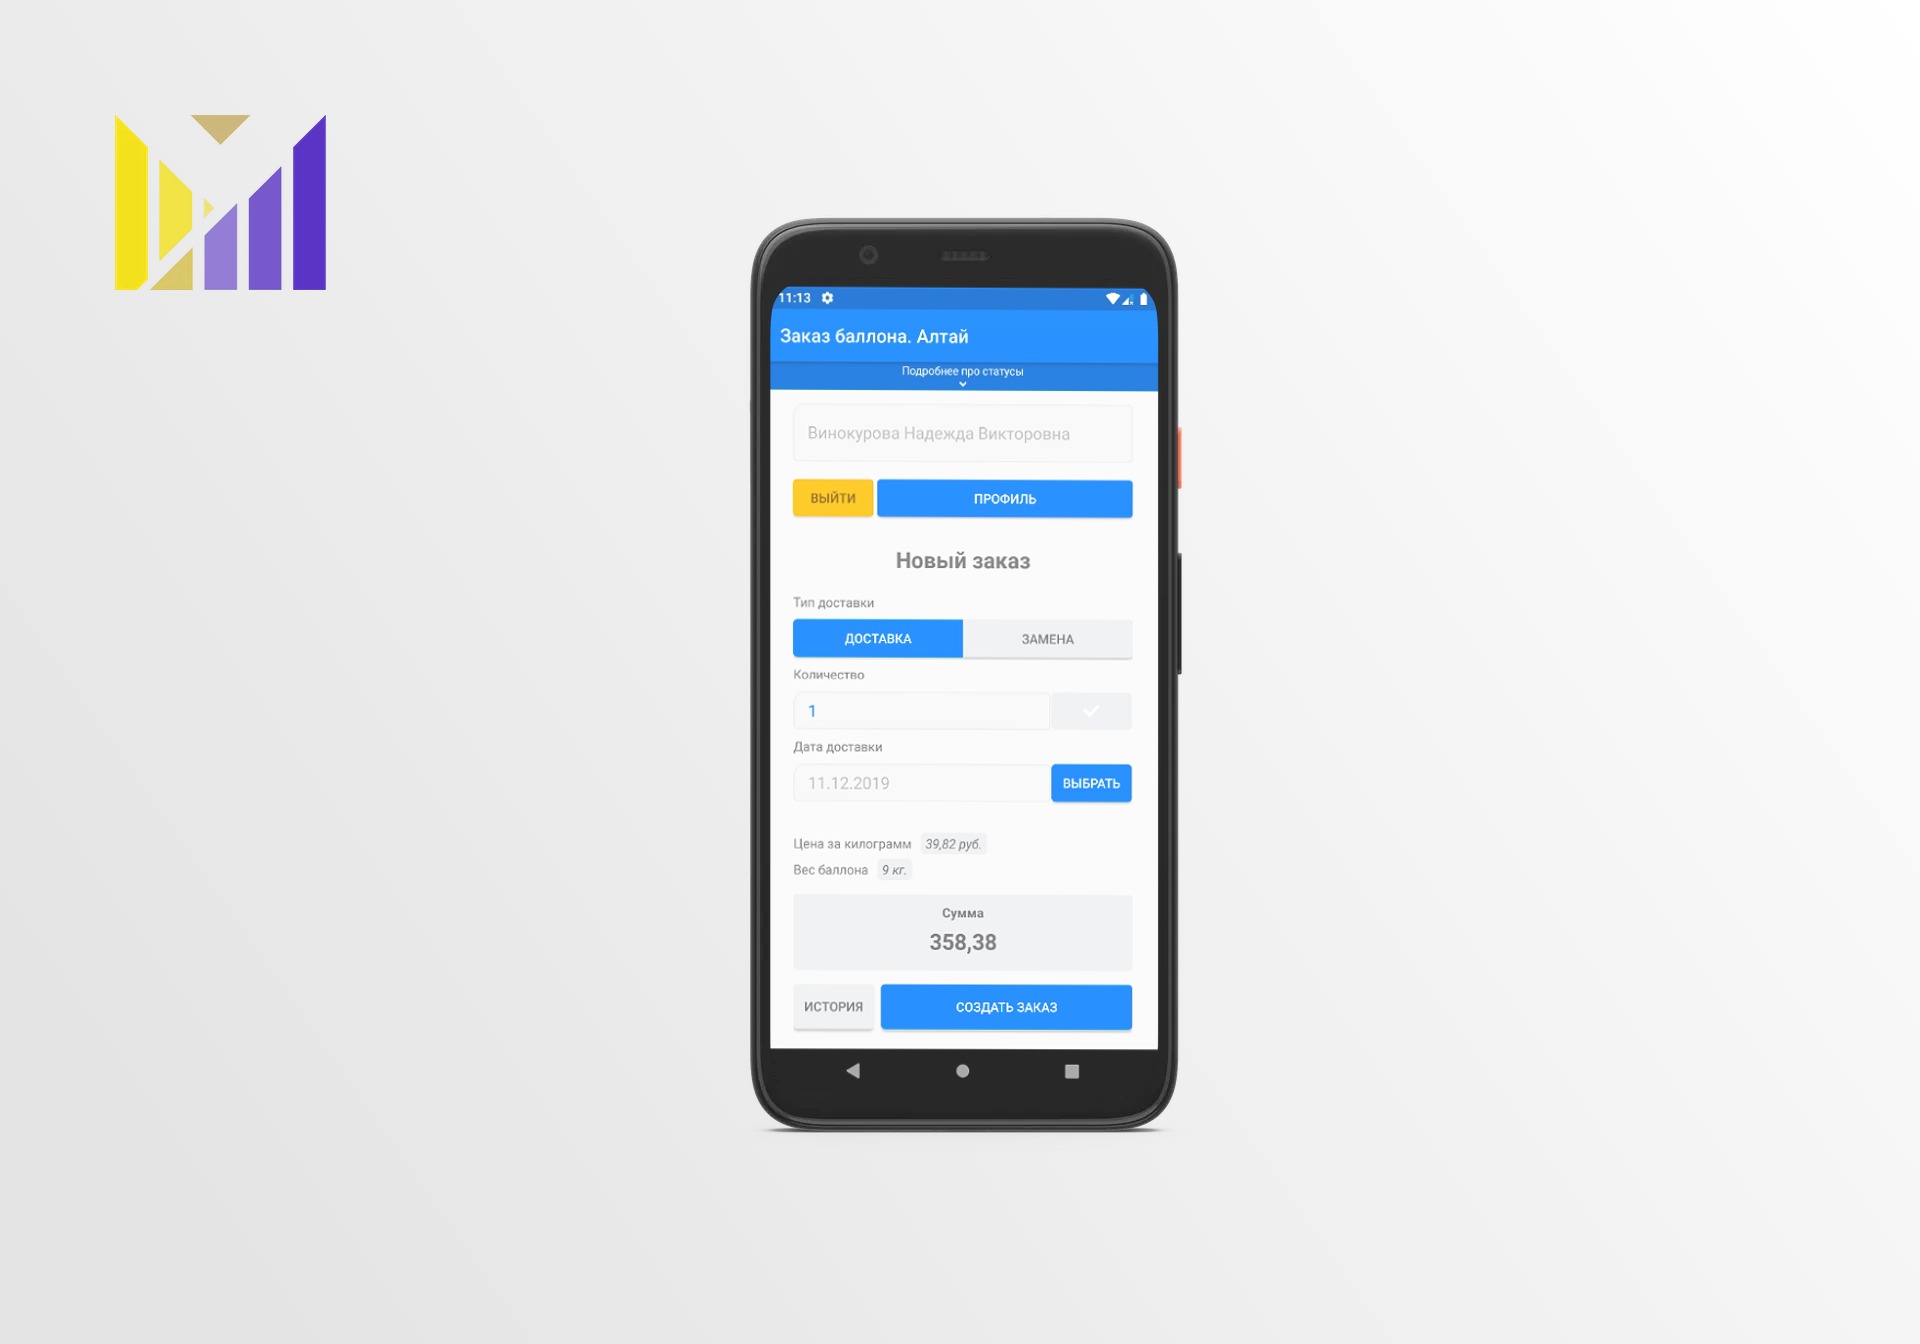 11:13
Заказ баллона. Алтай
Подробнее про статусы
Винокурова Надежда Викторовна
ВЫЙТИ
ПРОФИЛЬ
Новый заказ
Тип доставки
ДОСТАВКА
ЗАМЕНА
Количество
1
Дата доставки
11.12.2019
ВЫБРАТЬ
Цена за килограмм 39,82 руб.
Вес баллона 9 кг.
Сумма
358,38
ИСТОРИЯ
СОЗДАТЬ ЗАКАЗ